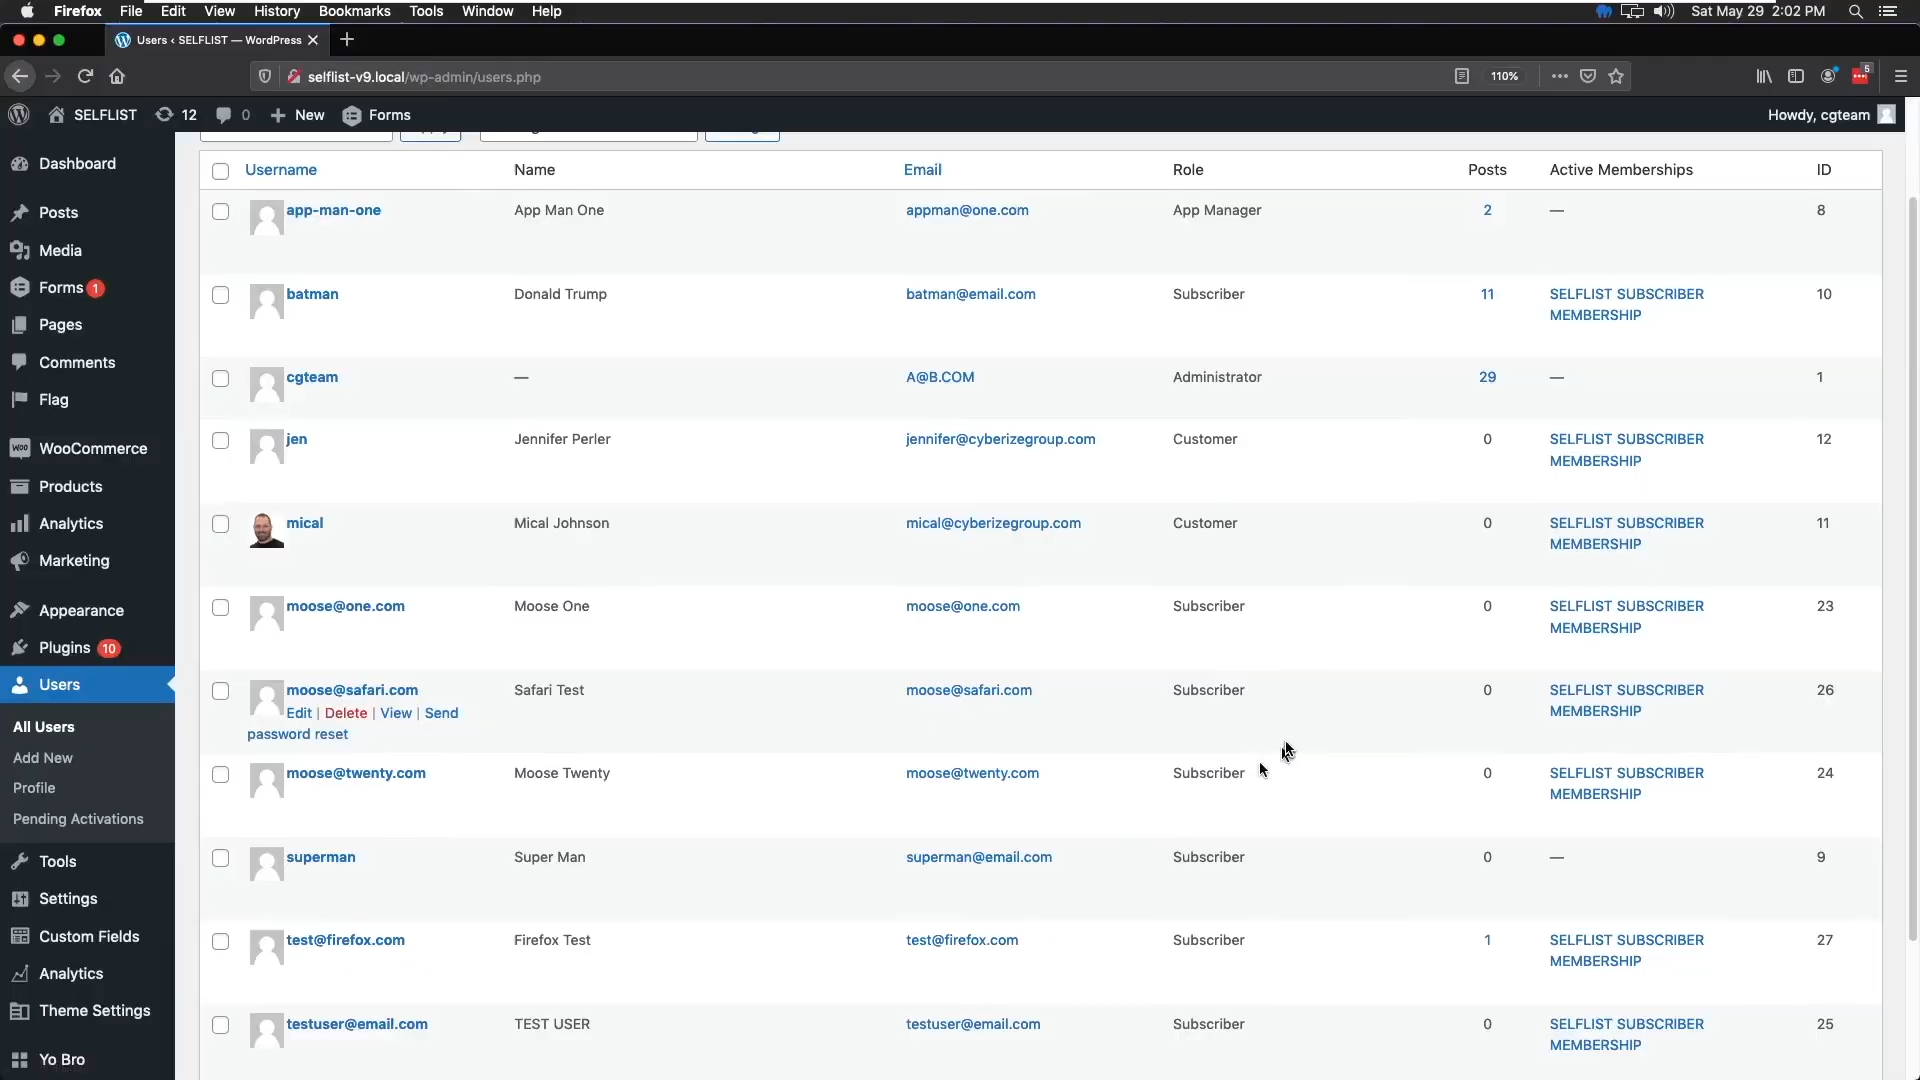 Firefox File Edit View History Bookmarks Tools Window Help Sat May 29 2:02 PM
Users ‹ SELFLIST — WordPress
selflist-v9.local/wp-admin/users.php 110% 5
SELFLIST 12 0 New Forms Howdy, cgteam
Dashboard
Posts
Media
Forms 1
Pages
Comments
Flag
WooCommerce
Products
Analytics
Marketing
Appearance
Plugins 10
Users
All Users
Add New
Profile
Pending Activations
Tools
Settings
Custom Fields
Analytics
Theme Settings
Yo Bro
Username Name Email Role Posts Active Memberships ID
app-man-one App Man One appman@one.com App Manager 2 — 8
batman Donald Trump batman@email.com Subscriber 11 SELFLIST SUBSCRIBER 10
MEMBERSHIP
cgteam — A@B.COM Administrator 29 — 1
jen Jennifer Perler jennifer@cyberizegroup.com Customer 0 SELFLIST SUBSCRIBER 12
MEMBERSHIP
mical Mical Johnson mical@cyberizegroup.com Customer 0 SELFLIST SUBSCRIBER 11
MEMBERSHIP
moose@one.com Moose One moose@one.com Subscriber 0 SELFLIST SUBSCRIBER 23
MEMBERSHIP
moose@safari.com Safari Test moose@safari.com Subscriber 0 SELFLIST SUBSCRIBER 26
Edit | Delete | View | Send MEMBERSHIP
password reset
moose@twenty.com Moose Twenty moose@twenty.com Subscriber 0 SELFLIST SUBSCRIBER 24
MEMBERSHIP
superman Super Man superman@email.com Subscriber 0 — 9
test@firefox.com Firefox Test test@firefox.com Subscriber 1 SELFLIST SUBSCRIBER 27
MEMBERSHIP
testuser@email.com TEST USER testuser@email.com Subscriber 0 SELFLIST SUBSCRIBER 25
MEMBERSHIP